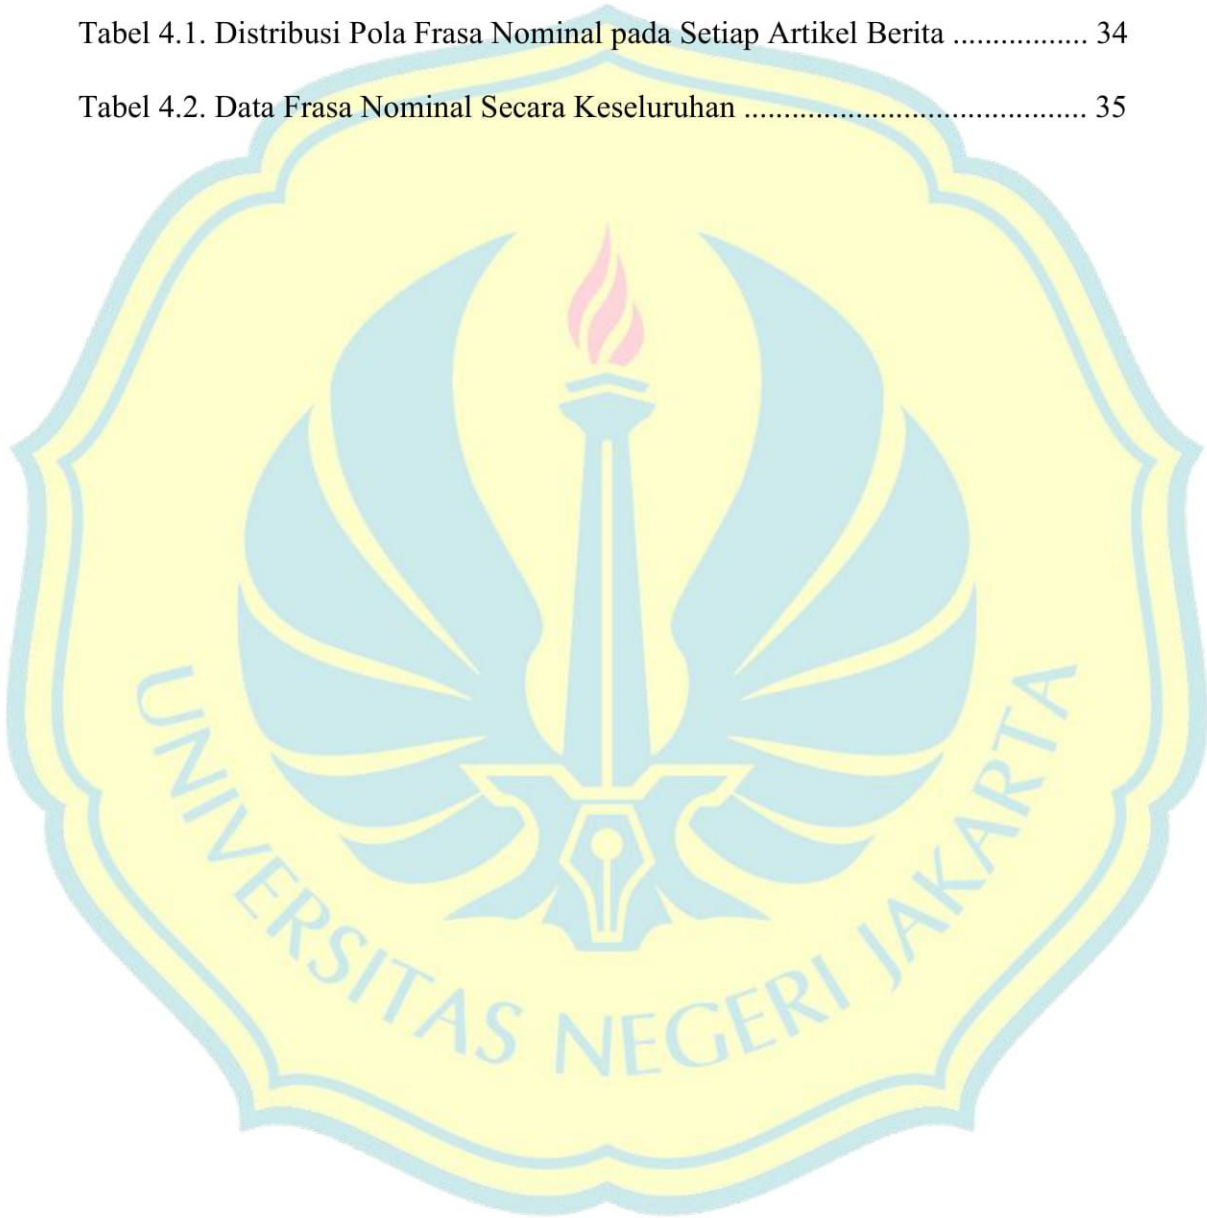 Tabel 4.1. Distribusi Pola Frasa Nominal pada Setiap Artikel Berita ................. 34
Tabel 4.2. Data Frasa Nominal Secara Keseluruhan ........................................... 35
UNIVERSITAS NEGERI JAKARTA